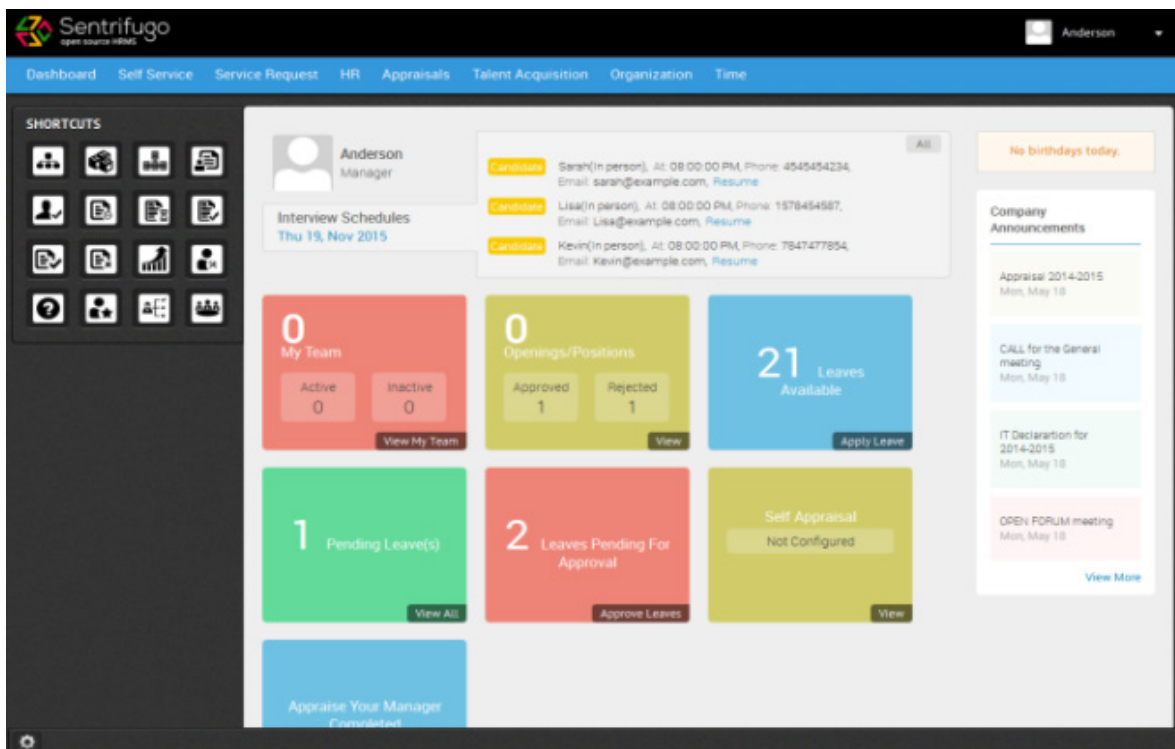 Sentrifugo
open source HRMS
Anderson
Dashboard Self Service Service Request HR Appraisals Talent Acquisition Organization Time
SHORTCUTS
Anderson
Manager
Interview Schedules
Thu 19, Nov 2015
All
Candidate Sarah(In person), At: 08:00:00 PM, Phone: 4545454234,
Email: sarah@example.com, Resume
Candidate Lisa(In person), At: 08:00:00 PM, Phone: 1578454587,
Email: Lisa@example.com, Resume
Candidate Kevin(In person), At: 08:00:00 PM, Phone: 7847477854,
Email: Kevin@example.com, Resume
No birthdays today.
Company
Announcements
Appraisal 2014-2015
Mon, May 18
CALL for the General
meeting
Mon, May 18
IT Declarartion for
2014-2015
Mon, May 18
OPEN FORUM meeting
Mon, May 18
View More
0
My Team
Active Inactive
0 0
View My Team
0
Openings/Positions
Approved Rejected
1 1
View
21 Leaves
Available
Apply Leave
1 Pending Leave(s)
View All
2 Leaves Pending For
Approval
Approve Leaves
Self Appraisal
Not Configured
View
Appraise Your Manager
Completed